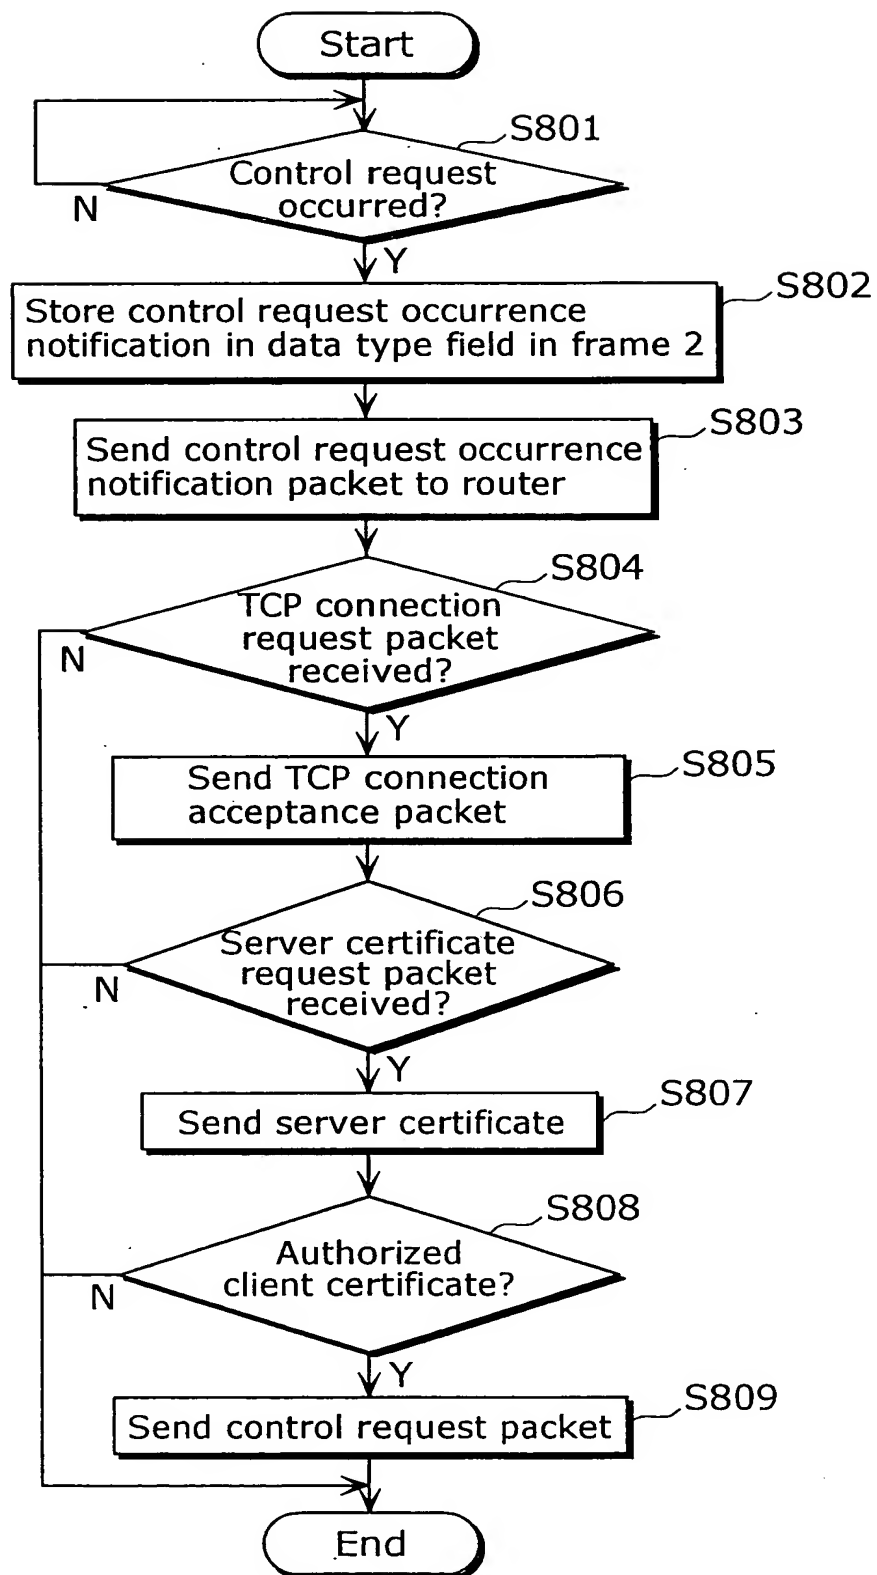 Start
S801
Control request
occurred?
N
Y
S802
Store control request occurrence
notification in data type field in frame 2
S803
Send control request occurrence
notification packet to router
S804
TCP connection
request packet
received?
N
Y
S805
Send TCP connection
acceptance packet
S806
Server certificate
request packet
received?
N
Y
S807
Send server certificate
S808
Authorized
client certificate?
N
Y
S809
Send control request packet
End